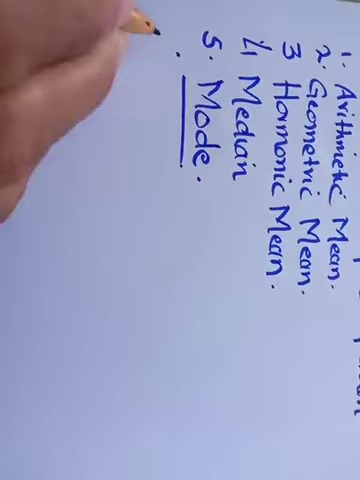 1. Arithmetic Mean.
2. Geometric Mean.
3 Harmonic Mean.
4 Median
5. Mode.